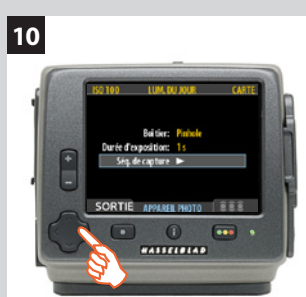 10
ISO 100 LUM. DU JOUR CARTE
Boîtier: Pinhole
Durée d'exposition: 1 s
Séq. de capture
SORTIE APPAREIL PHOTO
HASSELBLAD